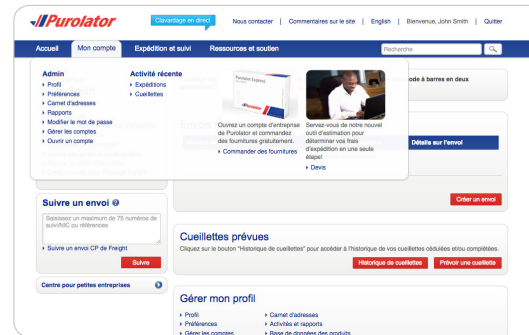 Purolator
Clavardage en direct
Nous contacter | Commentaires sur le site | English | Bienvenue, John Smith | Quitter
Accueil Mon compte Expédition et suivi Ressources et soutien
Recherche
Admin
Profil
Préférences
Carnet d'adresses
Rapports
Modifier le mot de passe
Gérer les comptes
Ouvrir un compte
Activité récente
Expéditions
Cueillettes
Purolator Express
Purolator
Ouvrez un compte d'entreprise
de Purolator et commandez
des fournitures gratuitement.
Commander des fournitures
Servez-vous de notre nouvel
outil d'estimation pour
déterminer vos frais
d'expédition en une seule
étape!
Devis
ode à barres en deux
Détails sur l'envoi
Créer un envoi
Suivre un envoi
Saisissez un maximum de 75 numéros de
suivi/NIC ou références
Suivre un envoi CP de Freight
Suivre
Centre pour petites entreprises
Cueillettes prévues
Cliquez sur le bouton "Historique de cueillettes" pour accéder à l'historique de vos cueillettes cédulées et/ou complétées.
Historique de cueillettes Prévoir une cueillette
Gérer mon profil
Profil
Préférences
Gérer les comptes
Carnet d'adresses
Activités et rapports
Base de données des produits